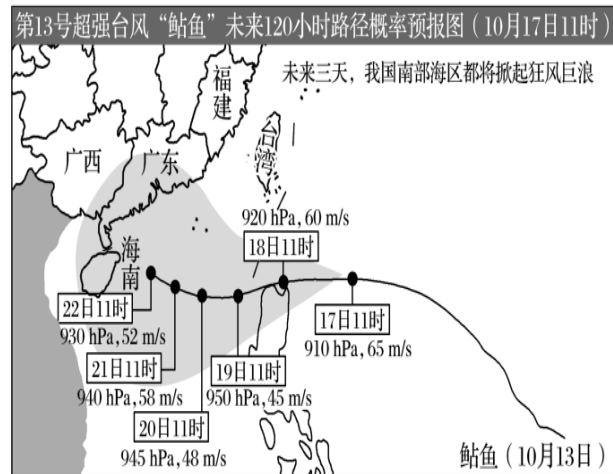 第13号超强台风“鲇鱼”未来120小时路径概率预报图(10月17日11时)
未来三天,我国南部海区都将掀起狂风巨浪
福建
台湾
广西
广东
海南
920 hPa,60 m/s
18日11时
17日11时
910 hPa,65 m/s
22日11时
930 hPa,52 m/s
21日11时
940 hPa,58 m/s
19日11时
950 hPa,45 m/s
20日11时
945 hPa,48 m/s
鲇鱼(10月13日)